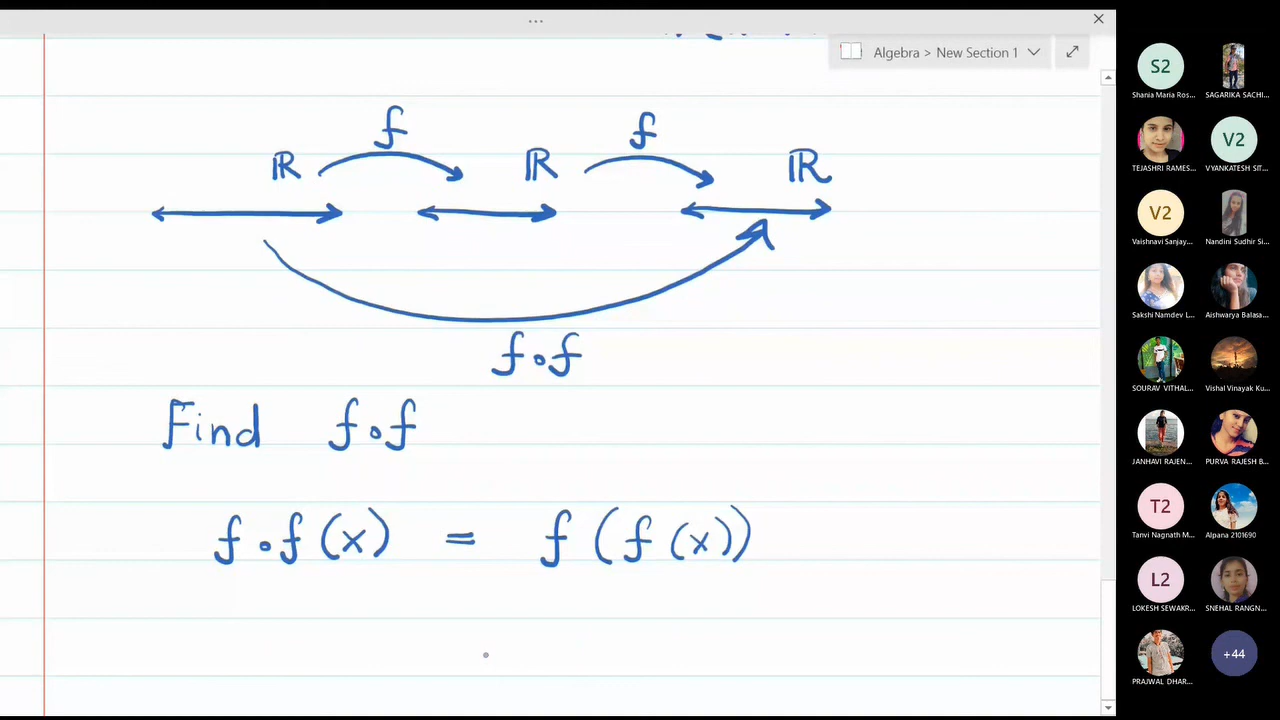 ...
Algebra > New Section 1
f f
ℝ ℝ ℝ
f∘f
Find f∘f
f∘f(x) = f(f(x))
S2
Shania Maria Ros...
SAGARIKA SACHI...
V2
TEJASHRI RAMES...
VYANKATESH SIT...
V2
Vaishnavi Sanjay...
Nandini Sudhir Si...
Sakshi Namdev L...
Aishwarya Balasa...
SOURAV VITHAL...
Vishal Vinayak Ku...
JANHAVI RAJEN...
PURVA RAJESH B...
T2
Tanvi Nagnath M...
Alpana 2101690
L2
LOKESH SEWAKR...
SNEHAL RANGN...
PRAJWAL DHAR...
+44